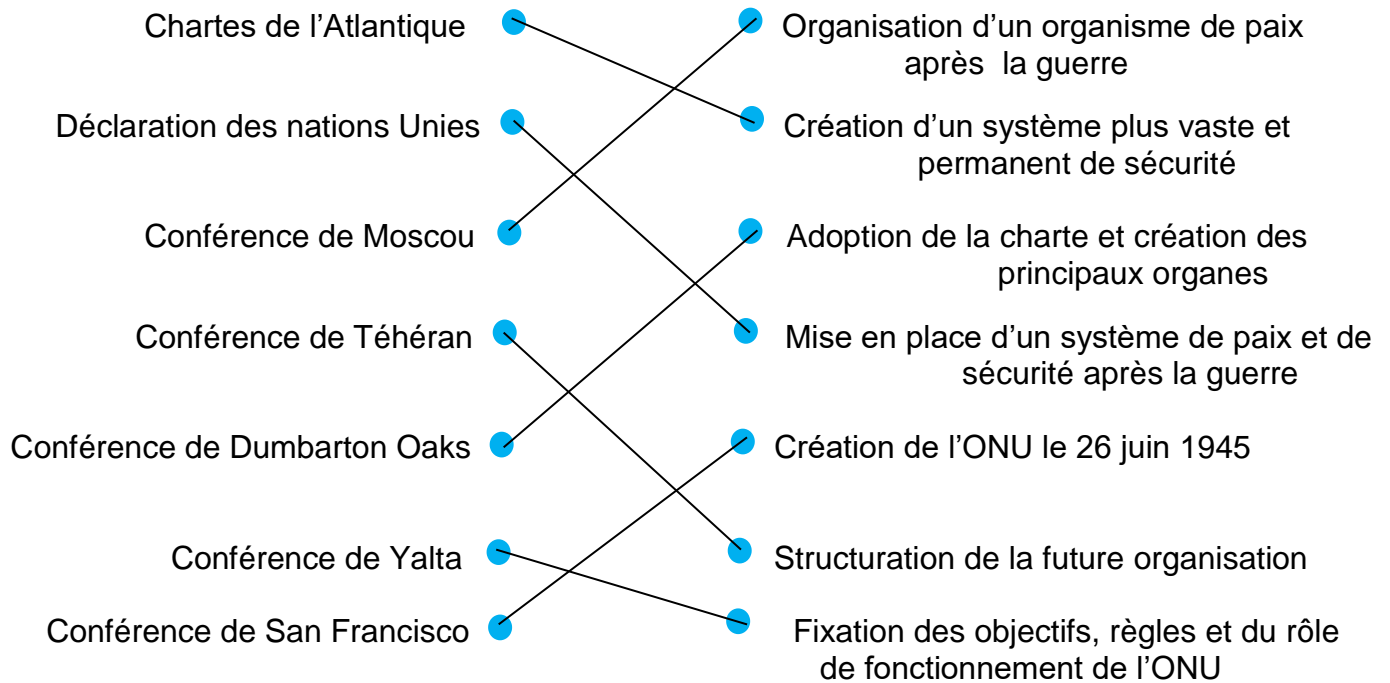 Chartes de l’Atlantique
Déclaration des nations Unies
Conférence de Moscou
Conférence de Téhéran
Conférence de Dumbarton Oaks
Conférence de Yalta
Conférence de San Francisco
Organisation d’un organisme de paix
après la guerre
Création d’un système plus vaste et
permanent de sécurité
Adoption de la charte et création des
principaux organes
Mise en place d’un système de paix et de
sécurité après la guerre
Création de l’ONU le 26 juin 1945
Structuration de la future organisation
Fixation des objectifs, règles et du rôle
de fonctionnement de l’ONU